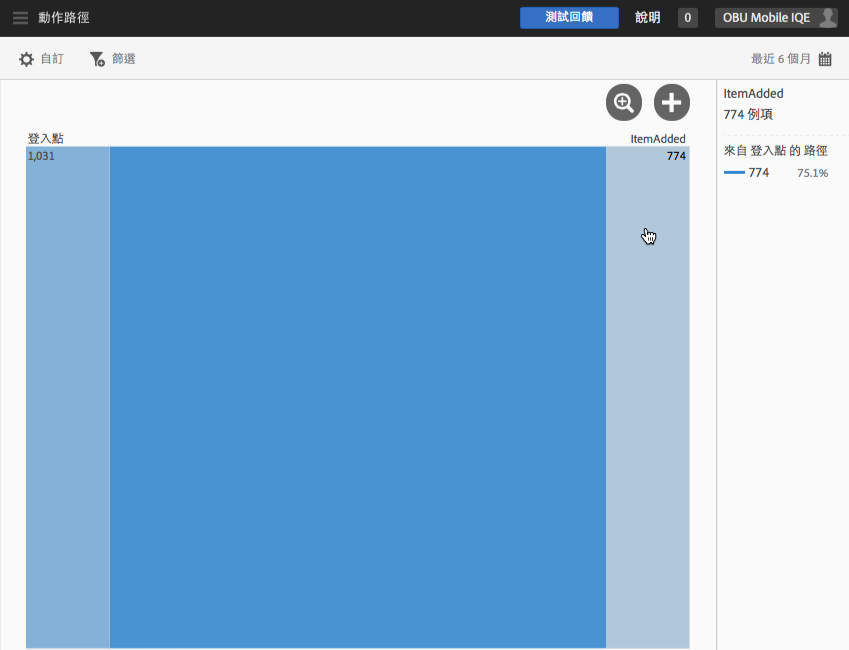 動作路徑
測試回饋
說明
0
OBU Mobile IQE
自訂
篩選
最近 6 個月
登入點
ItemAdded
1,031
774
ItemAdded
774 例項
來自 登入點 的 路徑
774
75.1%